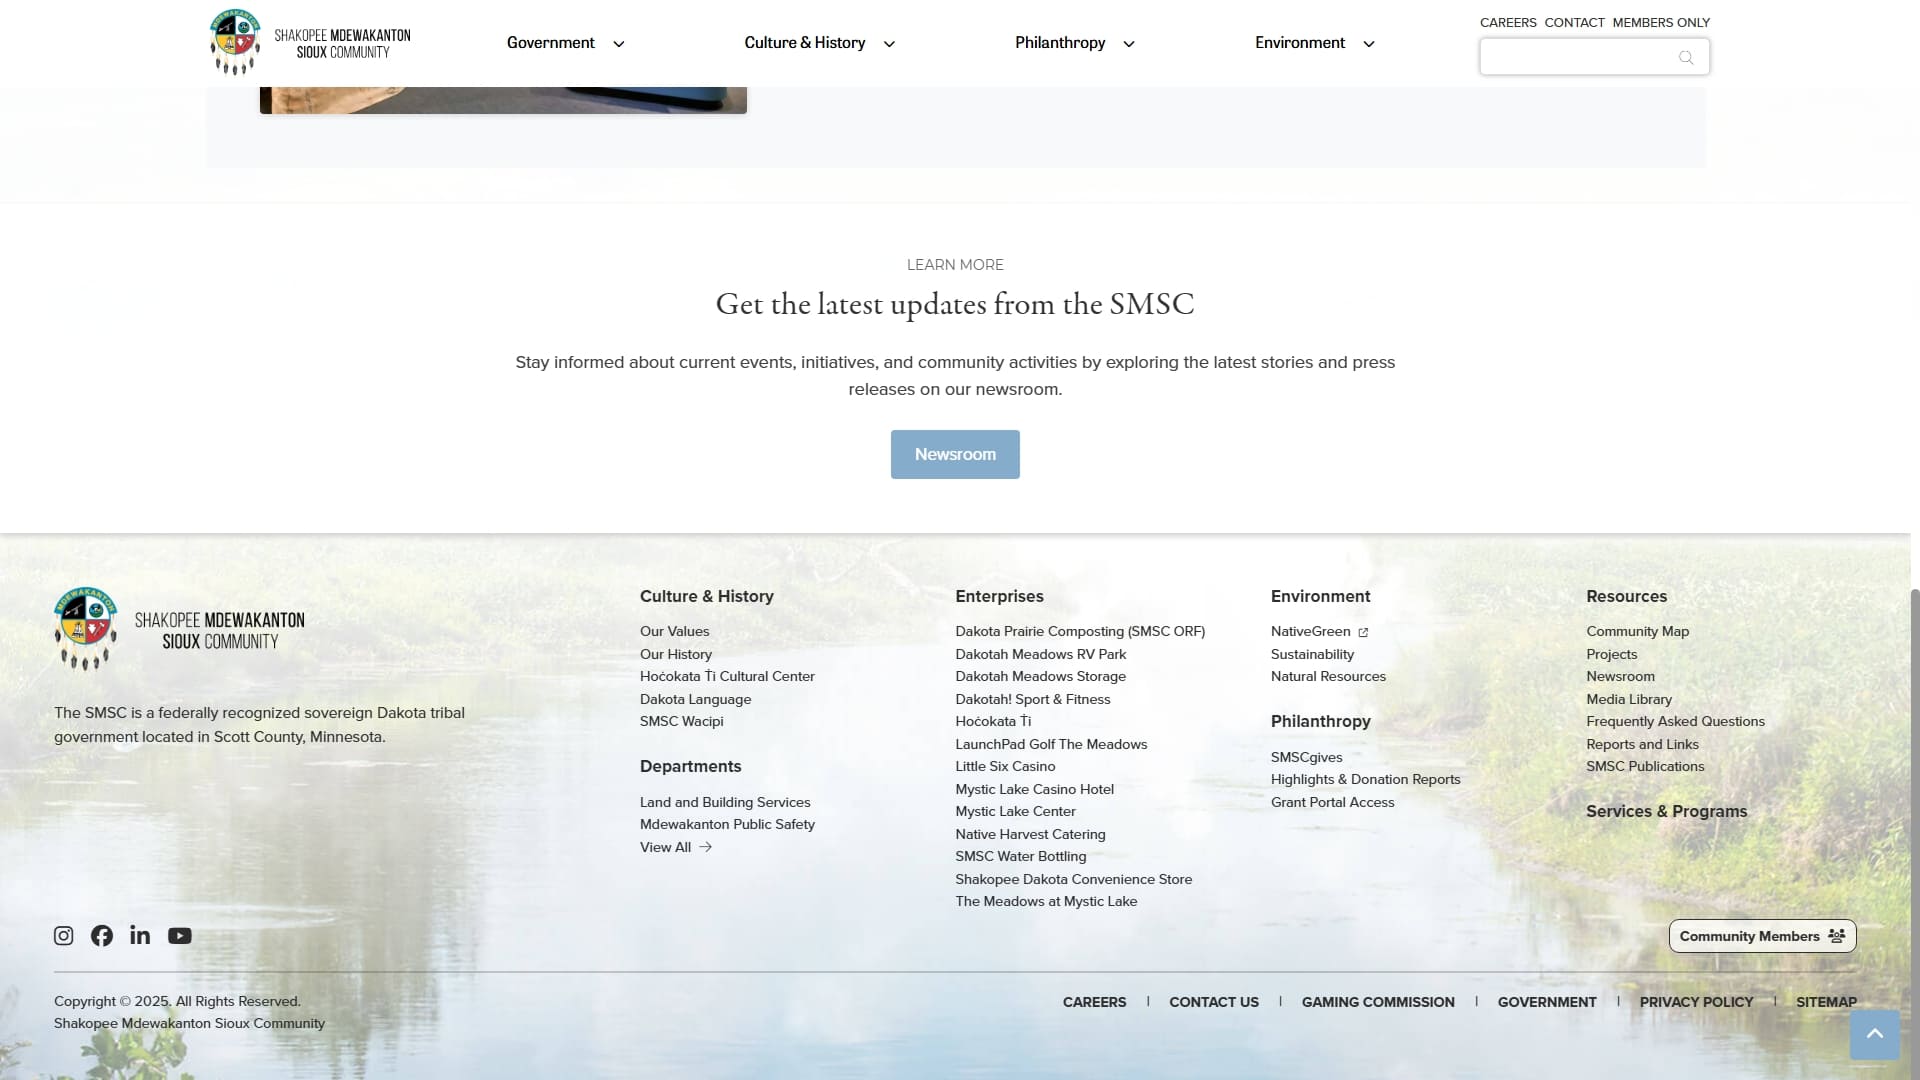 MDEWAKANTON
SHAKOPEE MDEWAKANTON
SIOUX COMMUNITY
Government
Culture & History
Philanthropy
Environment
CAREERS CONTACT MEMBERS ONLY
LEARN MORE
Get the latest updates from the SMSC
Stay informed about current events, initiatives, and community activities by exploring the latest stories and press
releases on our newsroom.
Newsroom
MDEWAKANTON
SHAKOPEE MDEWAKANTON
SIOUX COMMUNITY
The SMSC is a federally recognized sovereign Dakota tribal
government located in Scott County, Minnesota.
Culture & History
Our Values
Our History
Hoċokata Ṫi Cultural Center
Dakota Language
SMSC Wacipi
Departments
Land and Building Services
Mdewakanton Public Safety
View All
Enterprises
Dakota Prairie Composting (SMSC ORF)
Dakotah Meadows RV Park
Dakotah Meadows Storage
Dakotah! Sport & Fitness
Hoċokata Ṫi
LaunchPad Golf The Meadows
Little Six Casino
Mystic Lake Casino Hotel
Mystic Lake Center
Native Harvest Catering
SMSC Water Bottling
Shakopee Dakota Convenience Store
The Meadows at Mystic Lake
Environment
NativeGreen
Sustainability
Natural Resources
Philanthropy
SMSCgives
Highlights & Donation Reports
Grant Portal Access
Resources
Community Map
Projects
Newsroom
Media Library
Frequently Asked Questions
Reports and Links
SMSC Publications
Services & Programs
Community Members
Copyright © 2025. All Rights Reserved.
Shakopee Mdewakanton Sioux Community
CAREERS | CONTACT US | GAMING COMMISSION | GOVERNMENT | PRIVACY POLICY | SITEMAP